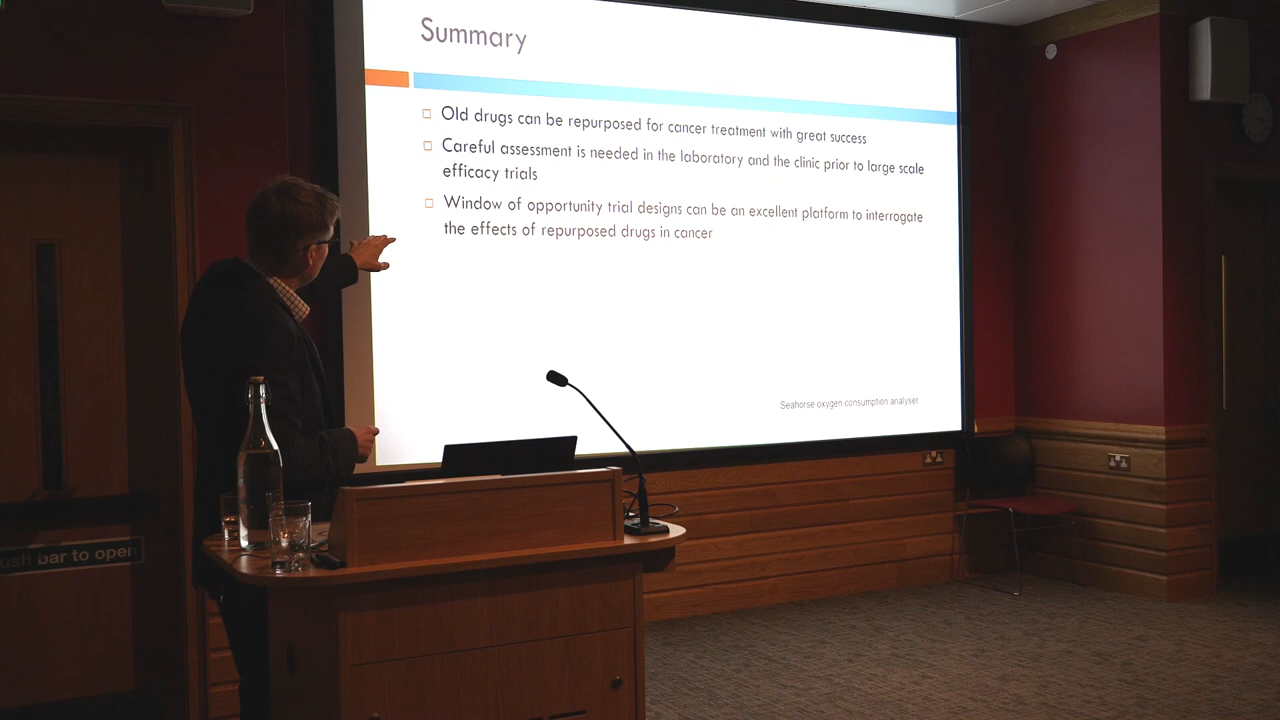 Summary
Old drugs can be repurposed for cancer treatment with great success
Careful assessment is needed in the laboratory and the clinic prior to large scale
efficacy trials
Window of opportunity trial designs can be an excellent platform to interrogate
the effects of repurposed drugs in cancer
Seahorse oxygen consumption analyser
ush bar to open